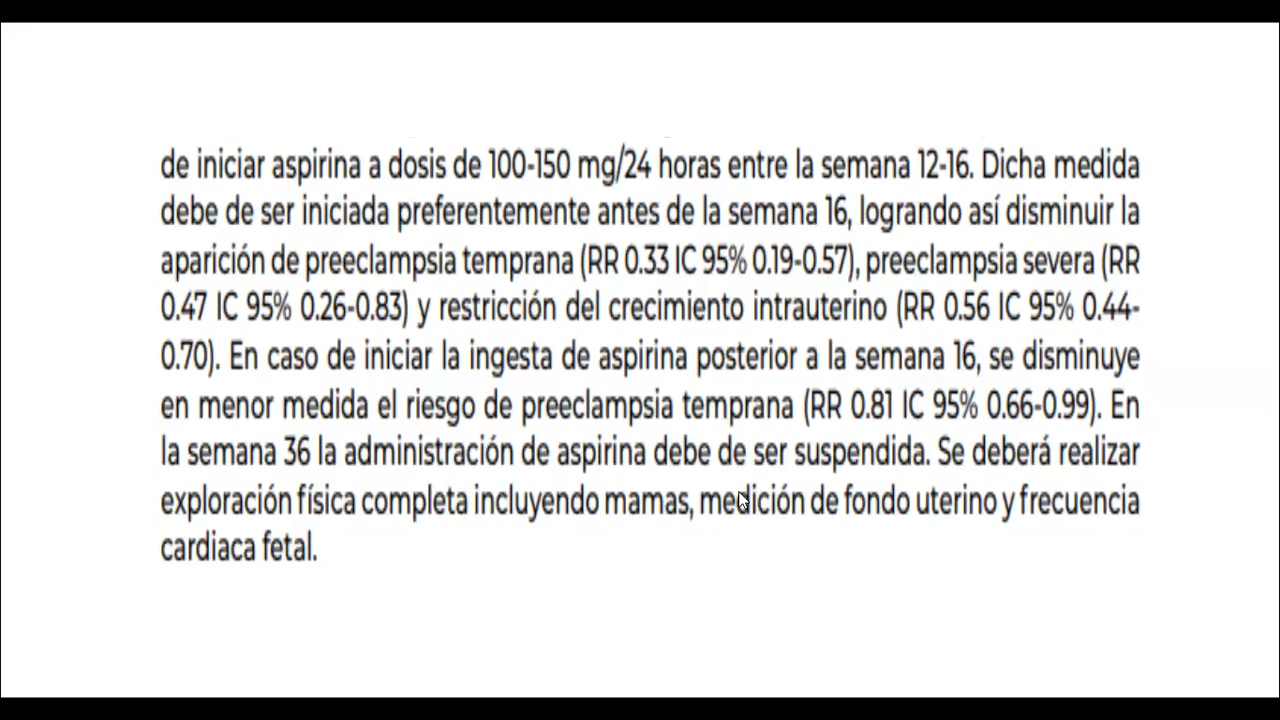 de iniciar aspirina a dosis de 100-150 mg/24 horas entre la semana 12-16. Dicha medida
debe de ser iniciada preferentemente antes de la semana 16, logrando así disminuir la
aparición de preeclampsia temprana (RR 0.33 IC 95% 0.19-0.57), preeclampsia severa (RR
0.47 IC 95% 0.26-0.83) y restricción del crecimiento intrauterino (RR 0.56 IC 95% 0.44-
0.70). En caso de iniciar la ingesta de aspirina posterior a la semana 16, se disminuye
en menor medida el riesgo de preeclampsia temprana (RR 0.81 IC 95% 0.66-0.99). En
la semana 36 la administración de aspirina debe de ser suspendida. Se deberá realizar
exploración física completa incluyendo mamas, medición de fondo uterino y frecuencia
cardiaca fetal.